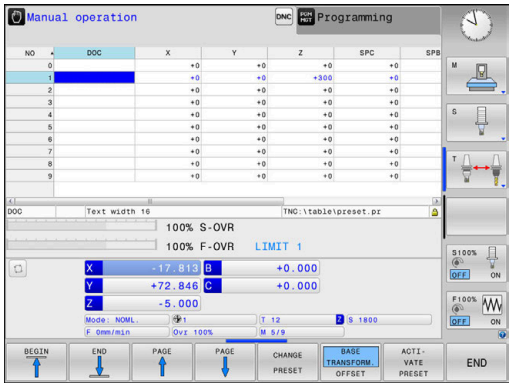 Manual operation
DNC
PGM MGT
Programming
NO DOC X Y Z SPC SPB
0 +0 +0 +0 +0
1 +0 +0 +300 +0
2 +0 +0 +0 +0
3 +0 +0 +0 +0
4 +0 +0 +0 +0
5 +0 +0 +0 +0
6 +0 +0 +0 +0
7 +0 +0 +0 +0
8 +0 +0 +0 +0
9 +0 +0 +0 +0
DOC Text width 16 TNC:\table\preset.pr
100% S-OVR
100% F-OVR LIMIT 1
X -17.813 B +0.000
Y +72.846 C +0.000
Z -5.000
Mode: NOML. 1 T 12 Z S 1800
F 0mm/min Ovr 100% M 5/9
M
S
T
S100%
OFF ON
F100%
OFF ON
BEGIN
END
PAGE
PAGE
CHANGE
PRESET
BASE
TRANSFORM.
OFFSET
ACTI-
VATE
PRESET
END